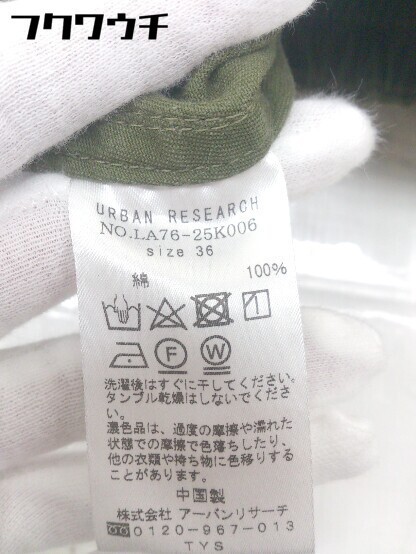 フクワウチ
URBAN RESEARCH
NO.LA76-25K006
size 36
綿 100%
F W
洗濯後はすぐに干してください。
タンブル乾燥はしないでくださ
い。
濃色品は、過度の摩擦や濡れた
状態での摩擦で色落ちしたり、
他の衣類や持ち物に色移りする
ことがあります。
中国製
株式会社 アーバンリサーチ
0120-967-013
TYS